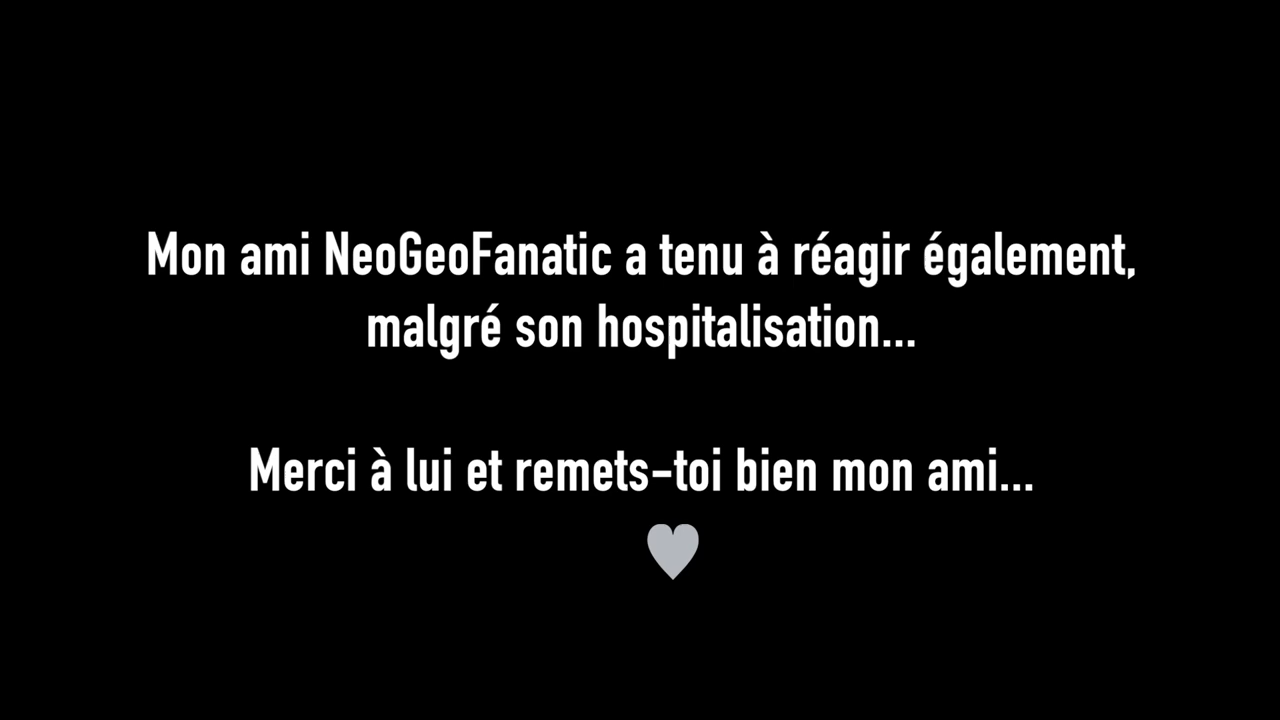 Mon ami NeoGeoFanatic a tenu à réagir également,
malgré son hospitalisation...
Merci à lui et remets-toi bien mon ami...